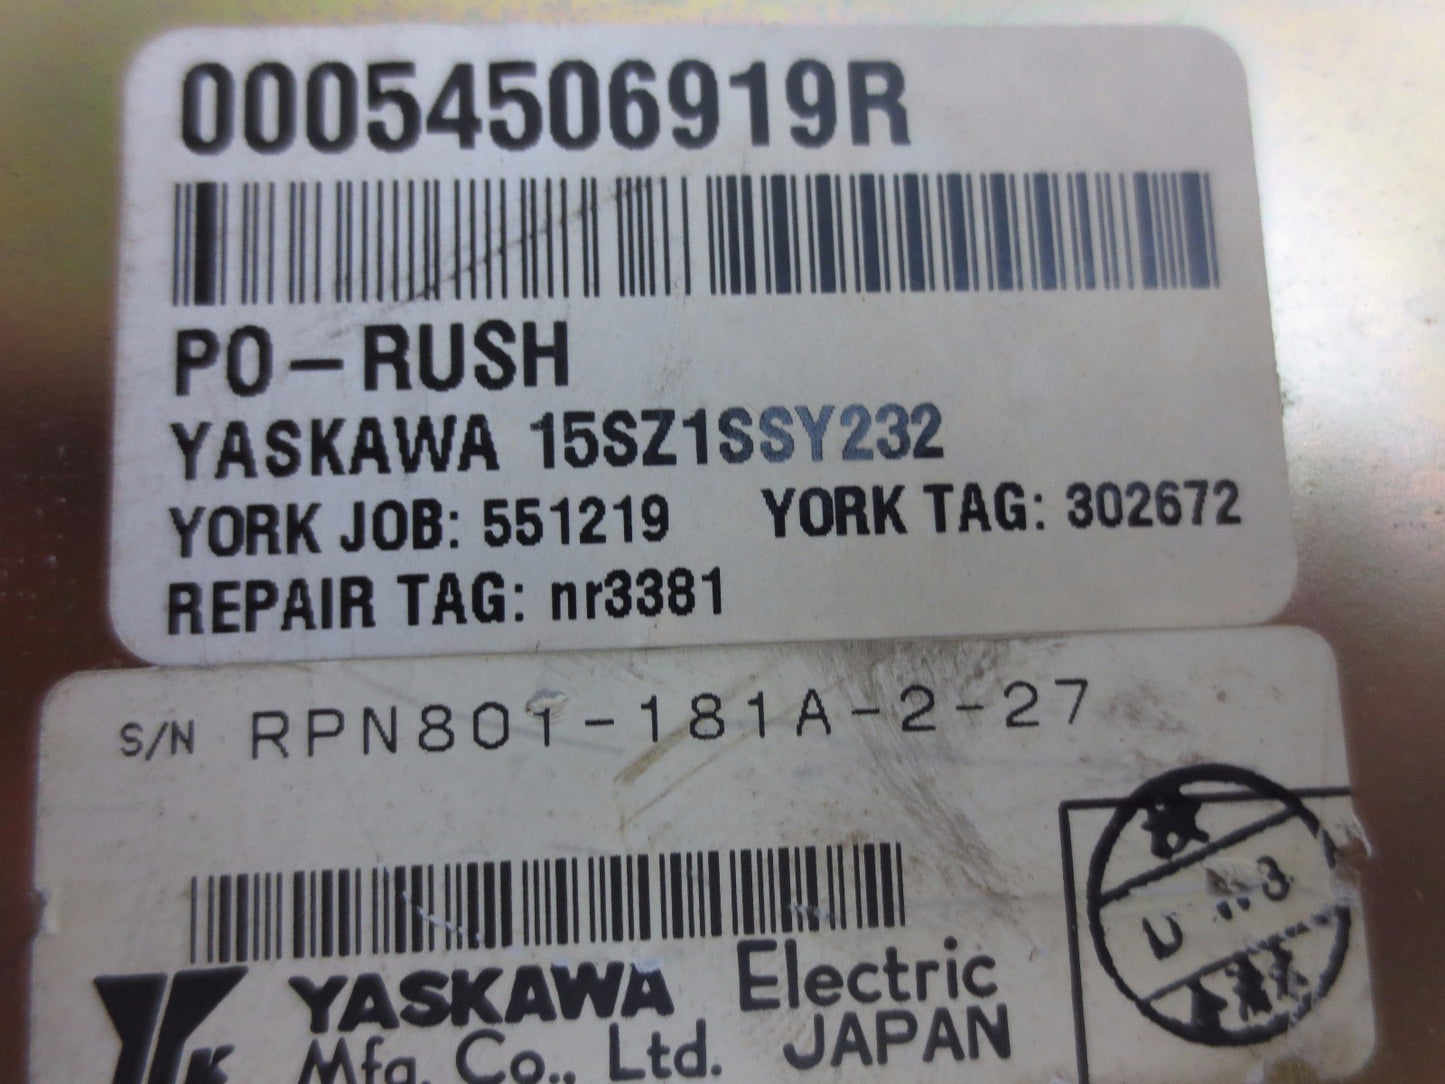 00054506919R
PO-RUSH
YASKAWA 15SZ1SSY232
YORK JOB: 551219 YORK TAG: 302672
REPAIR TAG: nr3381
S/N RPN801-181A-2-27
YASKAWA Electric
Mfg. Co., Ltd. JAPAN